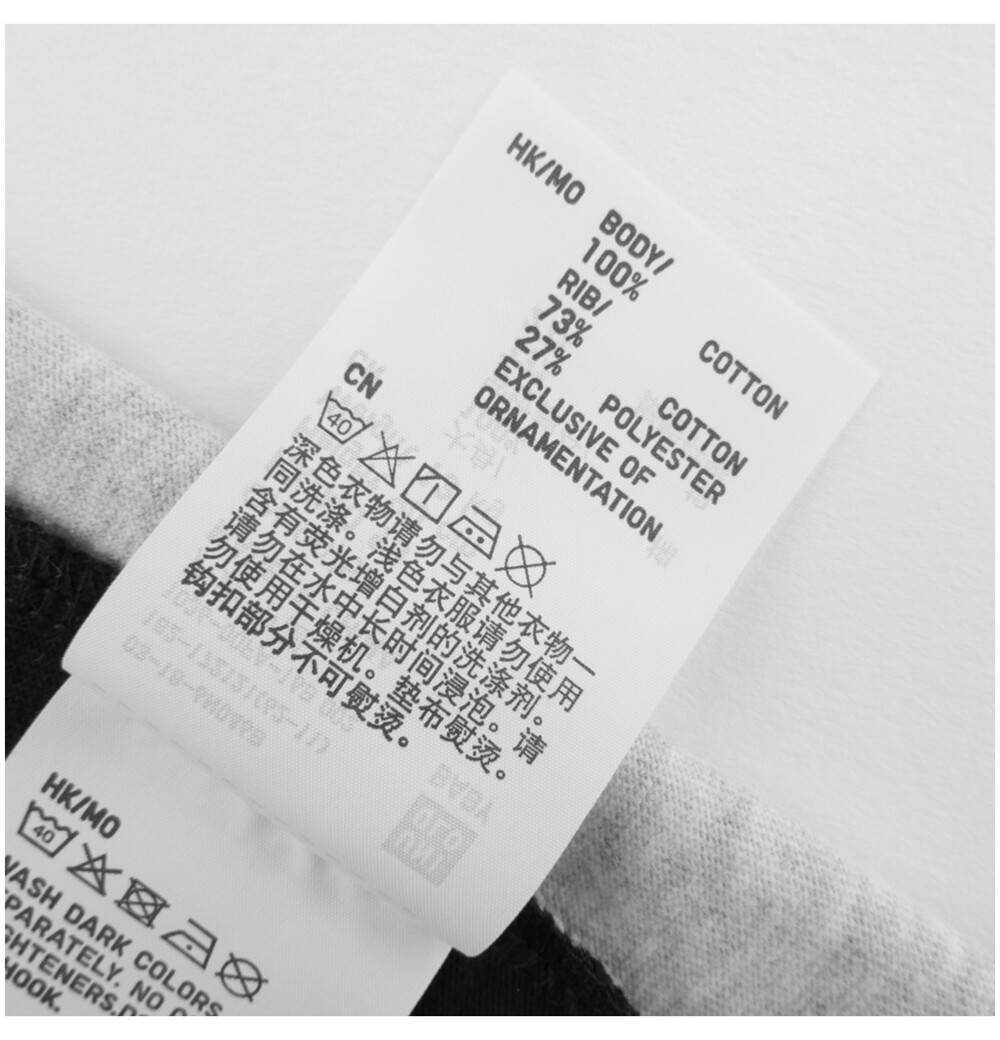 HK/MO BODY/
100% COTTON
RIB/
73% COTTON
27% POLYESTER
EXCLUSIVE OF
ORNAMENTATION
CN
40
深色衣物请勿与其他衣物一
同洗涤。浅色衣服请勿使用
含有荧光增白剂的洗涤剂。
请勿在水中长时间浸泡。请
勿使用干燥机。垫布熨烫。
钩扣部分不可熨烫。
HK/MO
40
WASH DARK COLORS
PARATELY. NO
GHTENERS.
HOOK.